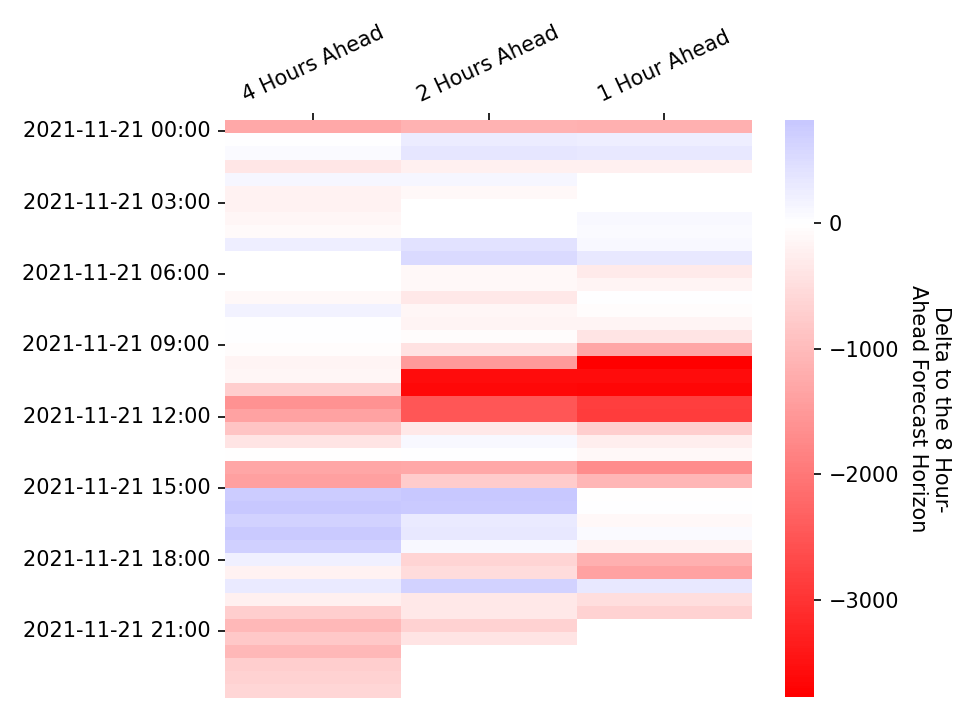 4 Hours Ahead
2 Hours Ahead
1 Hour Ahead
2021-11-21 00:00
2021-11-21 03:00
2021-11-21 06:00
2021-11-21 09:00
2021-11-21 12:00
2021-11-21 15:00
2021-11-21 18:00
2021-11-21 21:00
0
−1000
−2000
−3000
Delta to the 8 Hour-
Ahead Forecast Horizon